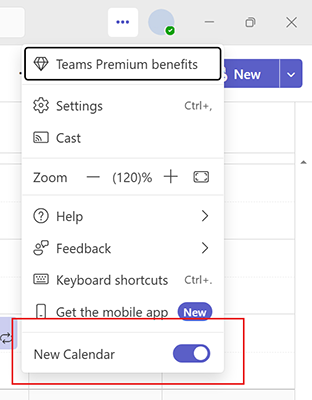 Teams Premium benefits
New
Settings Ctrl+,
Cast
Zoom (120)%
Help
Feedback
Keyboard shortcuts Ctrl+.
Get the mobile app New
New Calendar